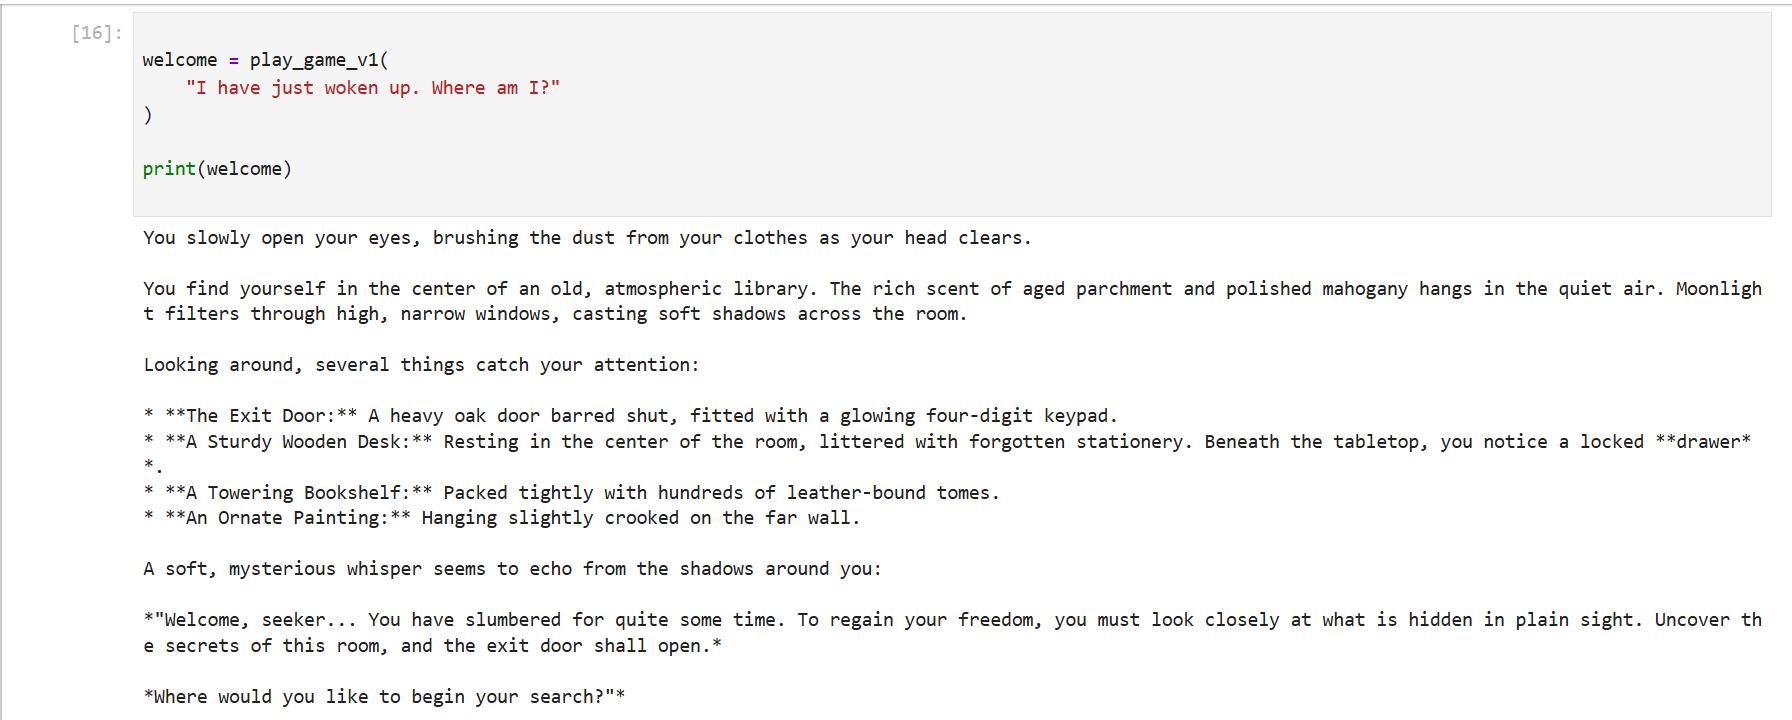 [16]:
welcome = play_game_v1(
    "I have just woken up. Where am I?"
)
print(welcome)
You slowly open your eyes, brushing the dust from your clothes as your head clears.
You find yourself in the center of an old, atmospheric library. The rich scent of aged parchment and polished mahogany hangs in the quiet air. Moonligh
t filters through high, narrow windows, casting soft shadows across the room.
Looking around, several things catch your attention:
* **The Exit Door:** A heavy oak door barred shut, fitted with a glowing four-digit keypad.
* **A Sturdy Wooden Desk:** Resting in the center of the room, littered with forgotten stationery. Beneath the tabletop, you notice a locked **drawer*
*.
* **A Towering Bookshelf:** Packed tightly with hundreds of leather-bound tomes.
* **An Ornate Painting:** Hanging slightly crooked on the far wall.
A soft, mysterious whisper seems to echo from the shadows around you:
*"Welcome, seeker... You have slumbered for quite some time. To regain your freedom, you must look closely at what is hidden in plain sight. Uncover th
e secrets of this room, and the exit door shall open.*
*Where would you like to begin your search?"*